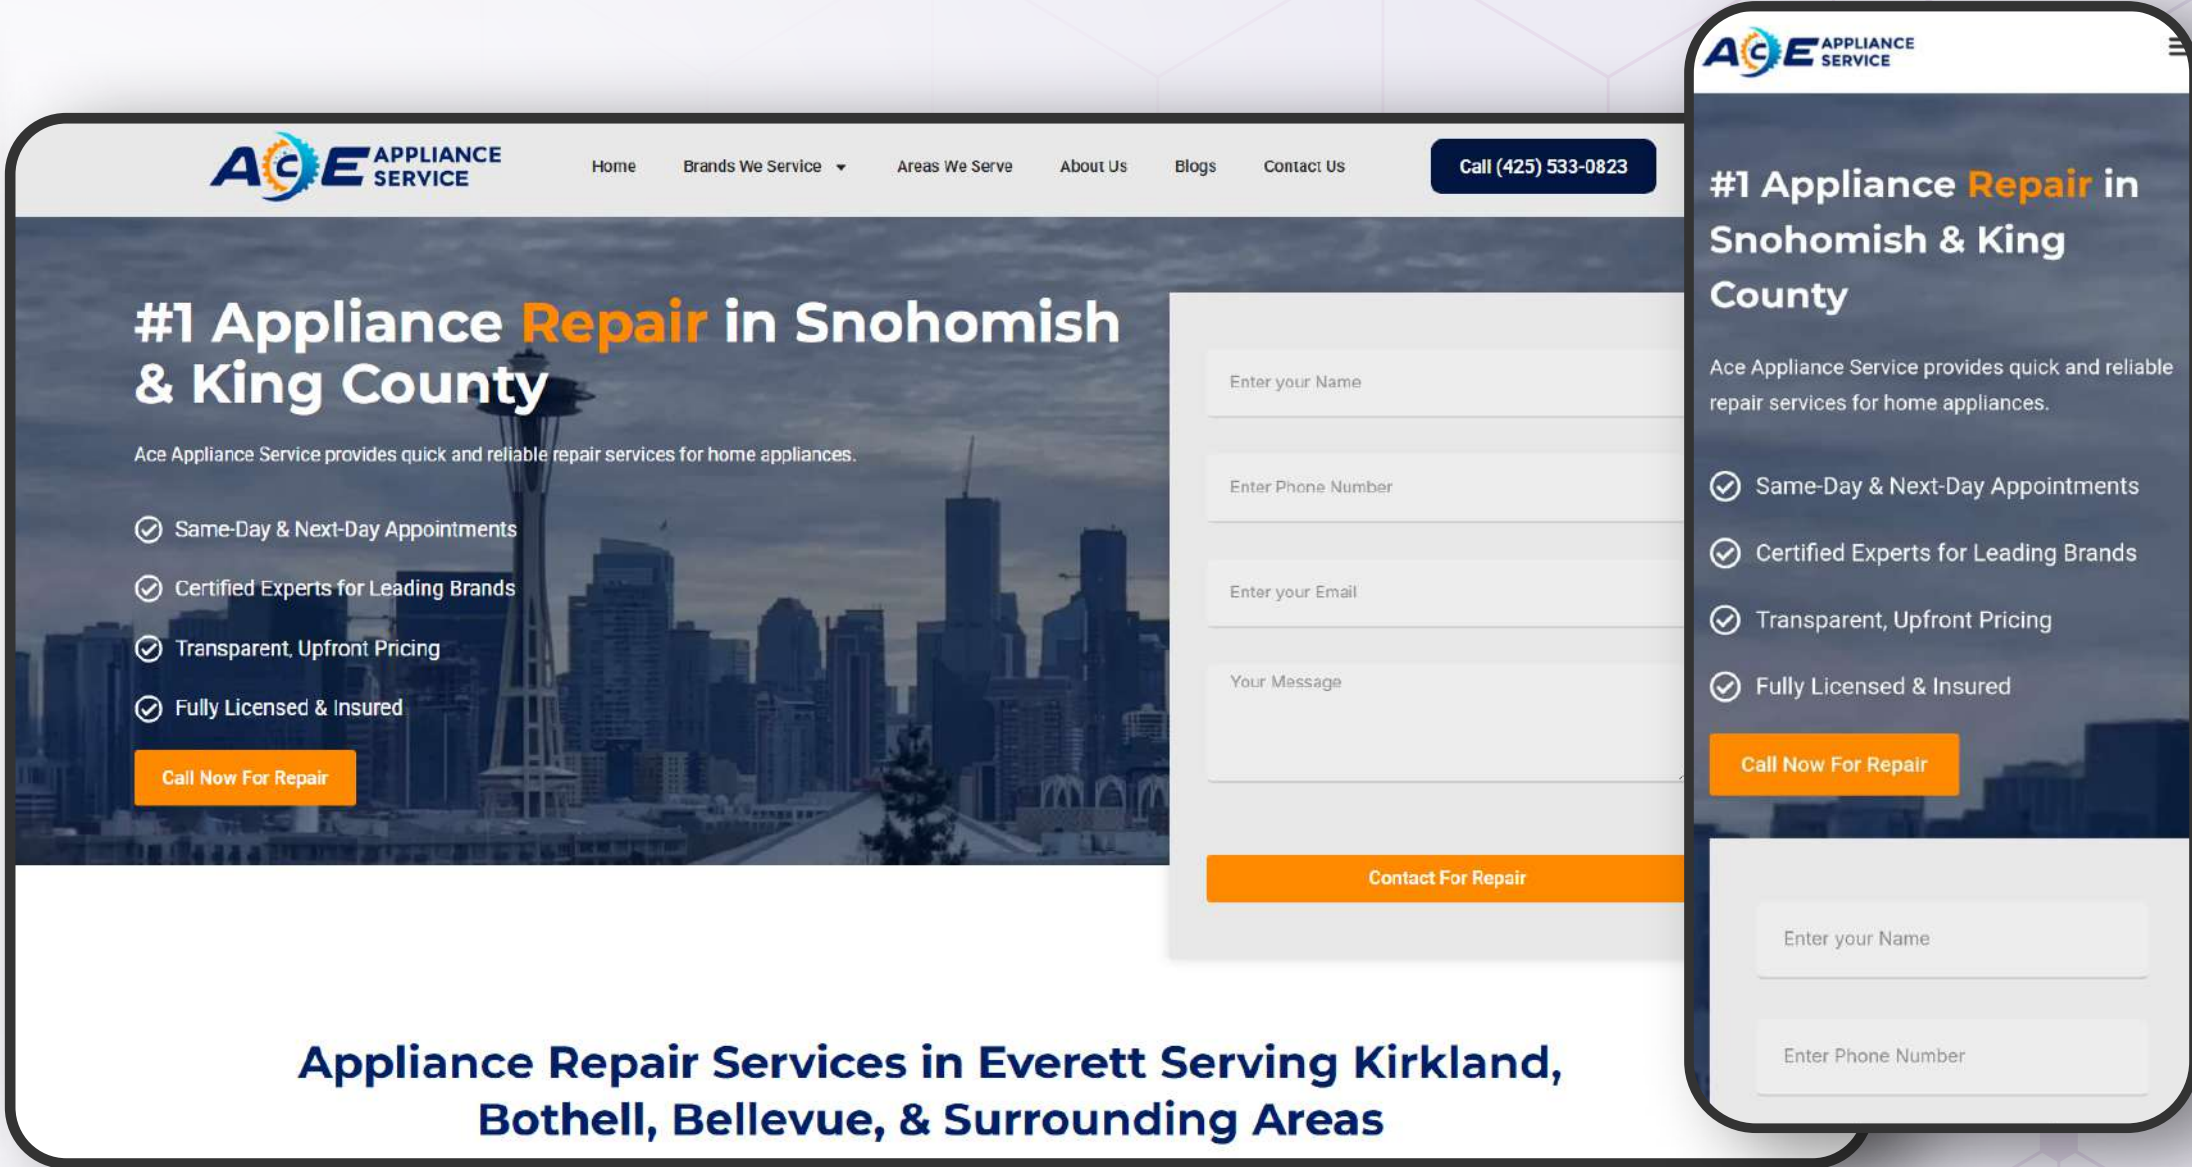 ACE APPLIANCE
SERVICE
Home Brands We Service Areas We Serve About Us Blogs Contact Us Call (425) 533-0823
#1 Appliance Repair in Snohomish
& King County
Ace Appliance Service provides quick and reliable repair services for home appliances.
Same-Day & Next-Day Appointments
Certified Experts for Leading Brands
Transparent, Upfront Pricing
Fully Licensed & Insured
Call Now For Repair
Enter your Name
Enter Phone Number
Enter your Email
Your Message
Contact For Repair
Appliance Repair Services in Everett Serving Kirkland,
Bothell, Bellevue, & Surrounding Areas
ACE APPLIANCE
SERVICE
#1 Appliance Repair in
Snohomish & King
County
Ace Appliance Service provides quick and reliable
repair services for home appliances.
Same-Day & Next-Day Appointments
Certified Experts for Leading Brands
Transparent, Upfront Pricing
Fully Licensed & Insured
Call Now For Repair
Enter your Name
Enter Phone Number